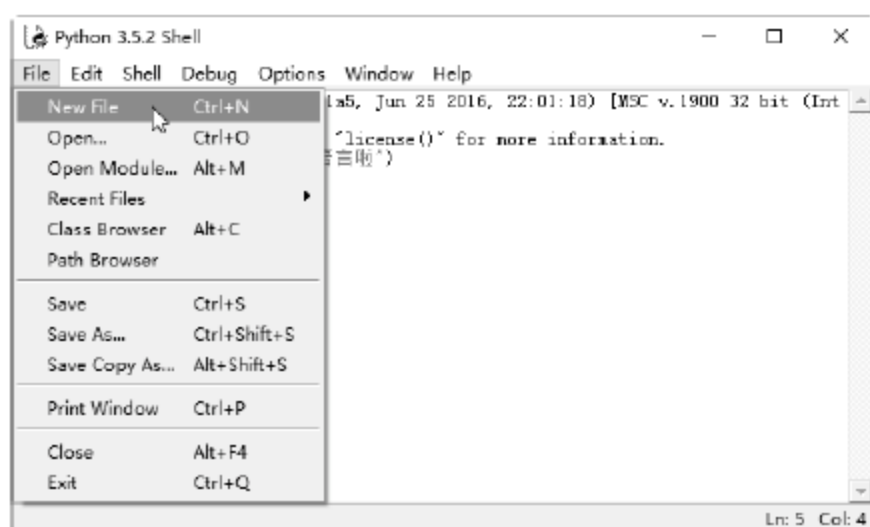 Python 3.5.2 Shell
File Edit Shell Debug Options Window Help
New File Ctrl+N
a5, Jun 25 2016, 22:01:18) [MSC v.1900 32 bit (Int
Open... Ctrl+O
"license()" for more information.
言啦")
Open Module... Alt+M
Recent Files
Class Browser Alt+C
Path Browser
Save Ctrl+S
Save As... Ctrl+Shift+S
Save Copy As... Alt+Shift+S
Print Window Ctrl+P
Close Alt+F4
Exit Ctrl+Q
Ln: 5 Col: 4